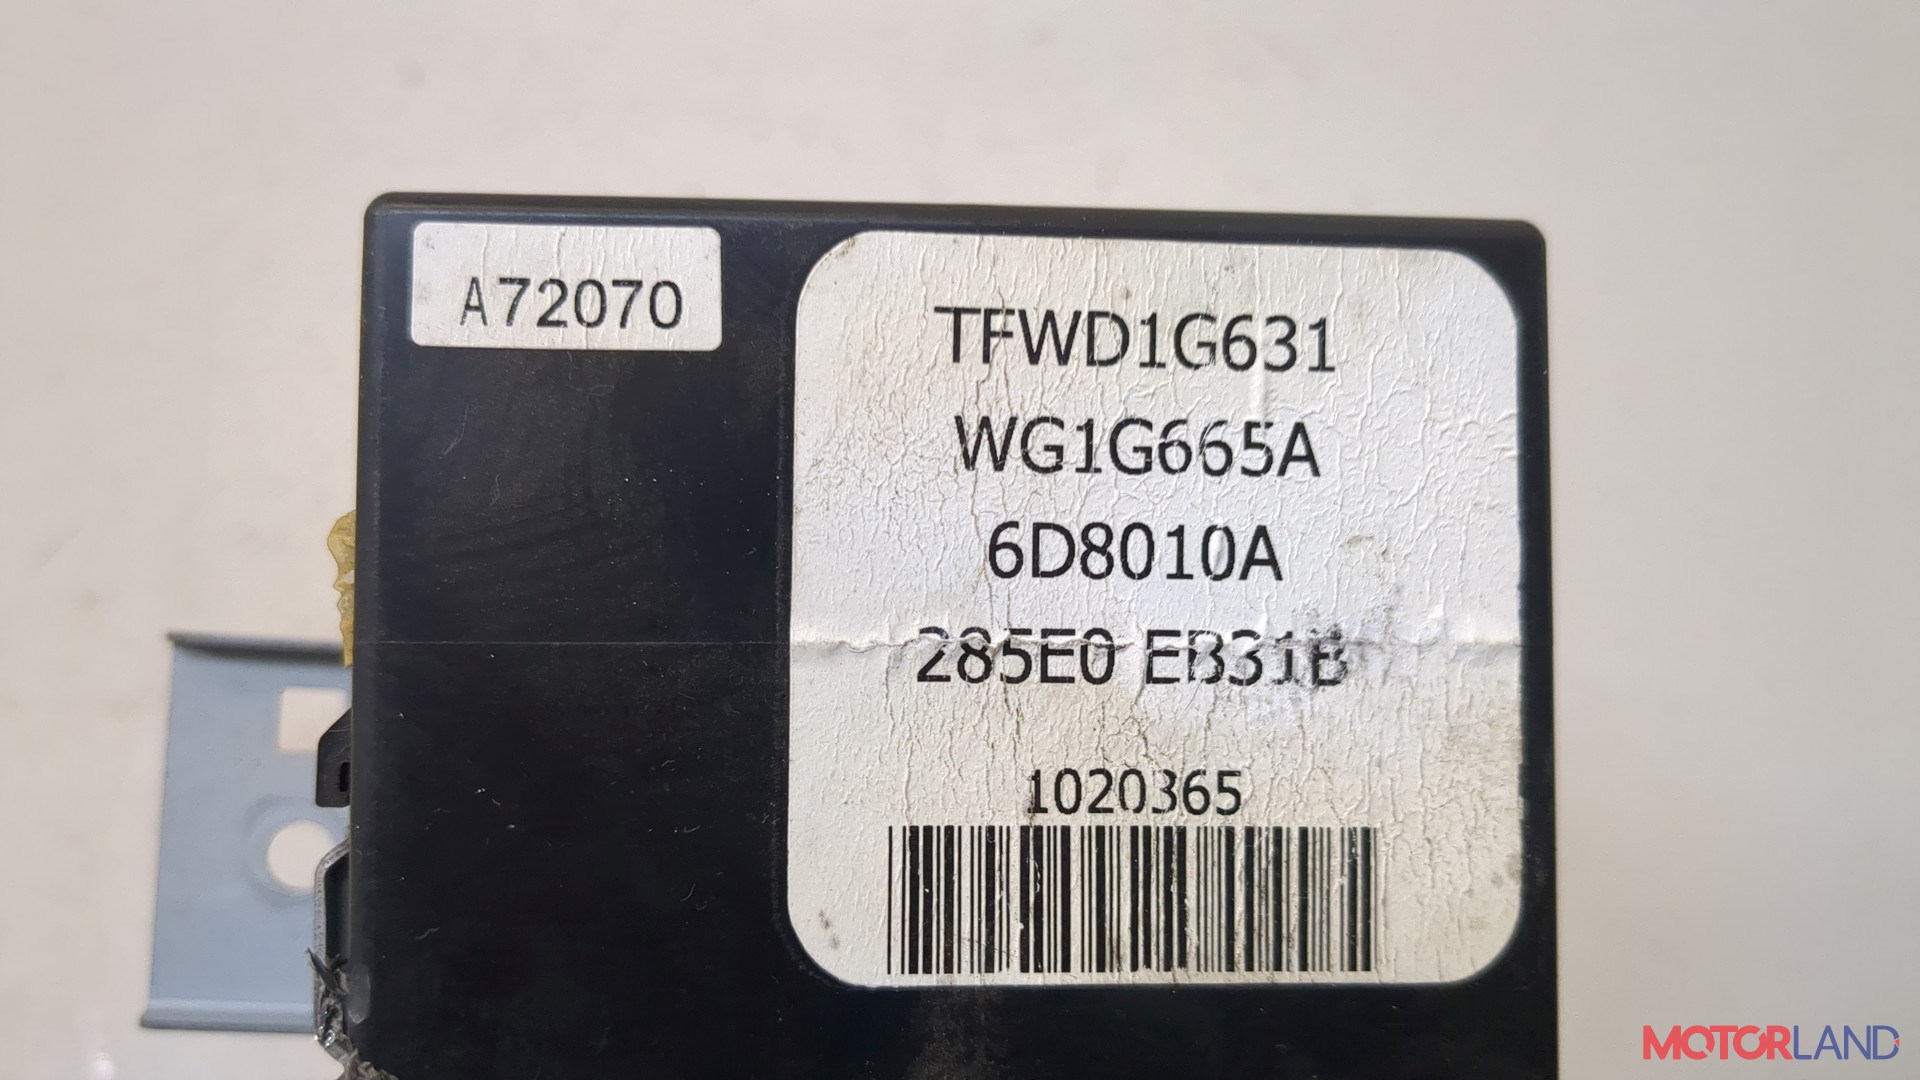 A72070
TFWD1G631
WG1G665A
6D8010A
285E0 EB31B
1020365
MOTORLAND